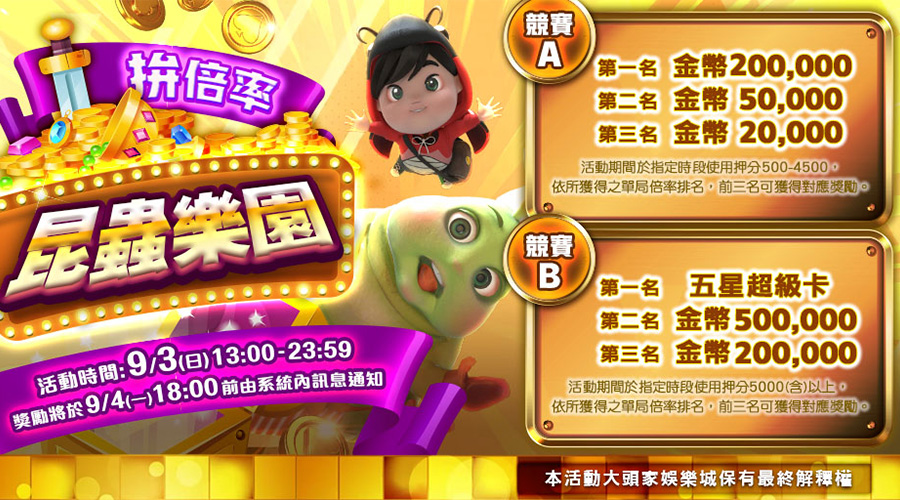 拚倍率
昆蟲樂園
活動時間:9/3(日)13:00-23:59
獎勵將於9/4(一)18:00前由系統內訊息通知
競賽
A
第一名 金幣200,000
第二名 金幣 50,000
第三名 金幣 20,000
活動期間於指定時段使用押分500-4500，
依所獲得之單局倍率排名，前三名可獲得對應獎勵。
競賽
B
第一名 五星超級卡
第二名 金幣500,000
第三名 金幣200,000
活動期間於指定時段使用押分5000(含)以上，
依所獲得之單局倍率排名，前三名可獲得對應獎勵。
本活動大頭家娛樂城保有最終解釋權